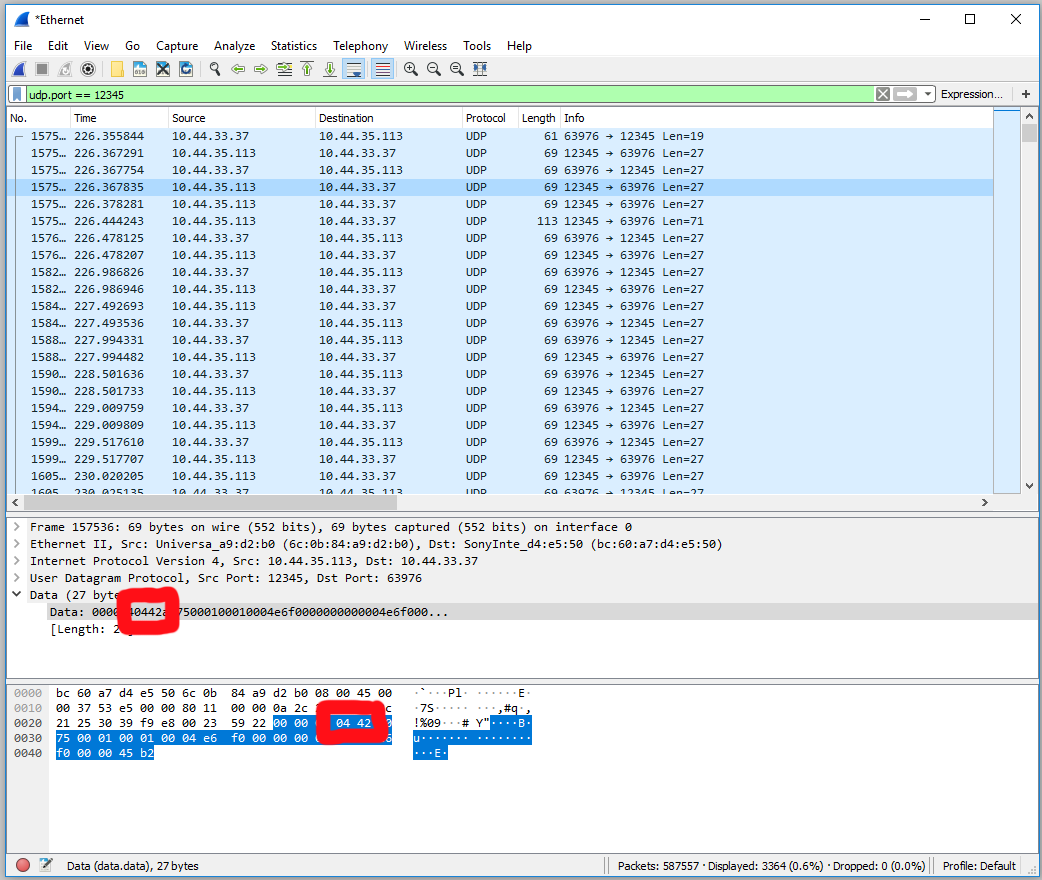 *Ethernet
File Edit View Go Capture Analyze Statistics Telephony Wireless Tools Help
udp.port == 12345 Expression... +
No. Time Source Destination Protocol Length Info
1575… 226.355844 10.44.33.37 10.44.35.113 UDP 61 63976 → 12345 Len=19
1575… 226.367291 10.44.35.113 10.44.33.37 UDP 69 12345 → 63976 Len=27
1575… 226.367754 10.44.33.37 10.44.35.113 UDP 69 12345 → 63976 Len=27
1575… 226.367835 10.44.35.113 10.44.33.37 UDP 69 12345 → 63976 Len=27
1575… 226.378281 10.44.35.113 10.44.33.37 UDP 69 12345 → 63976 Len=27
1575… 226.444243 10.44.35.113 10.44.33.37 UDP 113 12345 → 63976 Len=71
1576… 226.478125 10.44.33.37 10.44.35.113 UDP 69 63976 → 12345 Len=27
1576… 226.478207 10.44.33.37 10.44.35.113 UDP 69 63976 → 12345 Len=27
1582… 226.986826 10.44.35.113 10.44.33.37 UDP 69 12345 → 63976 Len=27
1582… 226.986946 10.44.35.113 10.44.33.37 UDP 69 12345 → 63976 Len=27
1584… 227.492693 10.44.33.37 10.44.35.113 UDP 69 63976 → 12345 Len=27
1584… 227.493536 10.44.33.37 10.44.35.113 UDP 69 63976 → 12345 Len=27
1588… 227.994331 10.44.35.113 10.44.33.37 UDP 69 12345 → 63976 Len=27
1588… 227.994482 10.44.35.113 10.44.33.37 UDP 69 12345 → 63976 Len=27
1590… 228.501636 10.44.35.113 10.44.33.37 UDP 69 12345 → 63976 Len=27
1590… 228.501733 10.44.35.113 10.44.33.37 UDP 69 12345 → 63976 Len=27
1594… 229.009759 10.44.33.37 10.44.35.113 UDP 69 63976 → 12345 Len=27
1594… 229.009809 10.44.33.37 10.44.35.113 UDP 69 63976 → 12345 Len=27
1599… 229.517610 10.44.33.37 10.44.35.113 UDP 69 63976 → 12345 Len=27
1599… 229.517707 10.44.33.37 10.44.35.113 UDP 69 63976 → 12345 Len=27
1605… 230.020205 10.44.35.113 10.44.33.37 UDP 69 12345 → 63976 Len=27
1605… 230.025135 10.44.33.37 10.44.35.113 UDP 69 63976 → 12345 Len=27
Frame 157536: 69 bytes on wire (552 bits), 69 bytes captured (552 bits) on interface 0
Ethernet II, Src: Universa_a9:d2:b0 (6c:0b:84:a9:d2:b0), Dst: SonyInte_d4:e5:50 (bc:60:a7:d4:e5:50)
Internet Protocol Version 4, Src: 10.44.35.113, Dst: 10.44.33.37
User Datagram Protocol, Src Port: 12345, Dst Port: 63976
Data (27 byte
Data: 0000 40442a 75000100010004e6f0000000000004e6f000...
[Length: 2
0000 bc 60 a7 d4 e5 50 6c 0b 84 a9 d2 b0 08 00 45 00 ·`···Pl· ······E·
0010 00 37 53 e5 00 00 80 11 00 00 0a 2c ·7S····· ···,#q·,
0020 21 25 30 39 f9 e8 00 23 59 22 00 00 04 42 !%09···# Y"····B·
0030 75 00 01 00 01 00 04 e6 f0 00 00 00 u······· ········
0040 f0 00 00 45 b2 ···E·
Data (data.data), 27 bytes Packets: 587557 · Displayed: 3364 (0.6%) · Dropped: 0 (0.0%) Profile: Default